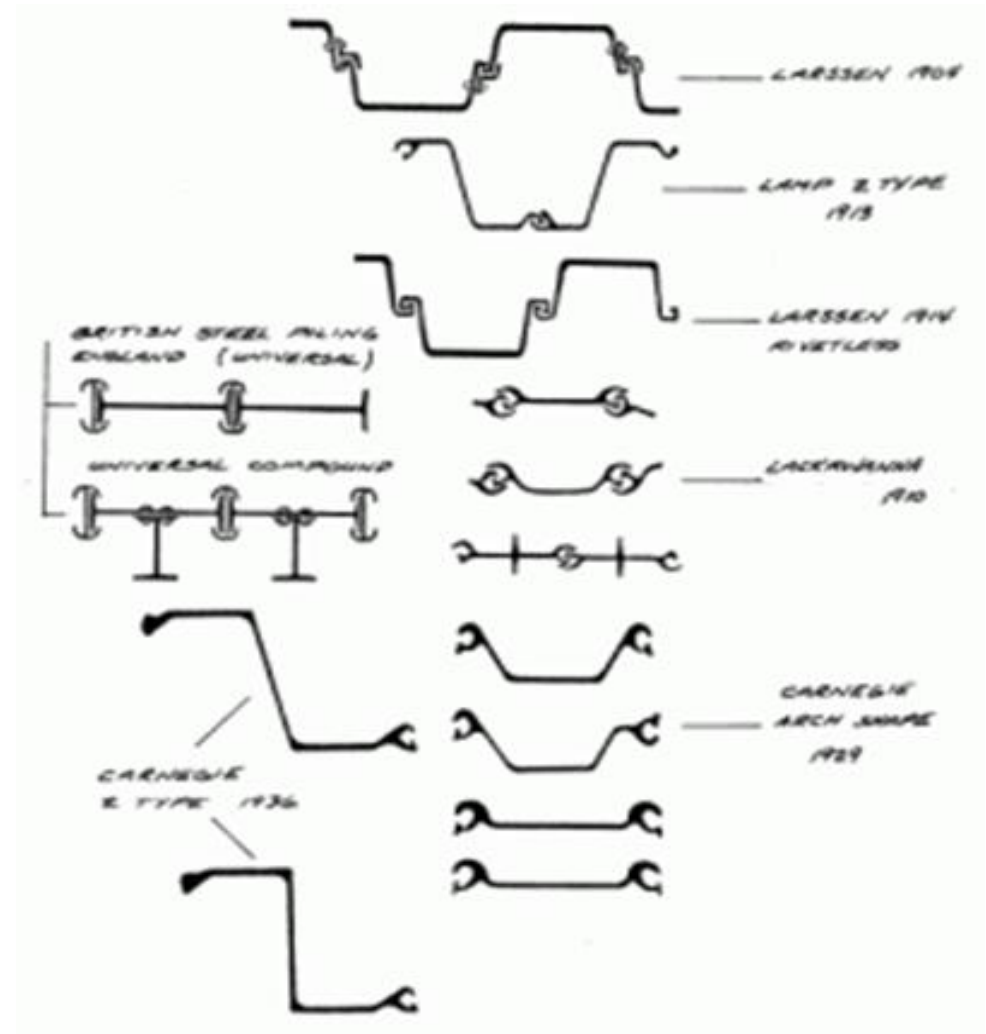 LARSSEN 1904
LAMP Z TYPE
1913
LARSSEN 1914
RIVETLESS
BRITISH STEEL PILING
ENGLAND (UNIVERSAL)
UNIVERSAL COMPOUND
LACKAWANNA
1910
CARNEGIE
ARCH SHAPE
1929
CARNEGIE
Z TYPE 1936